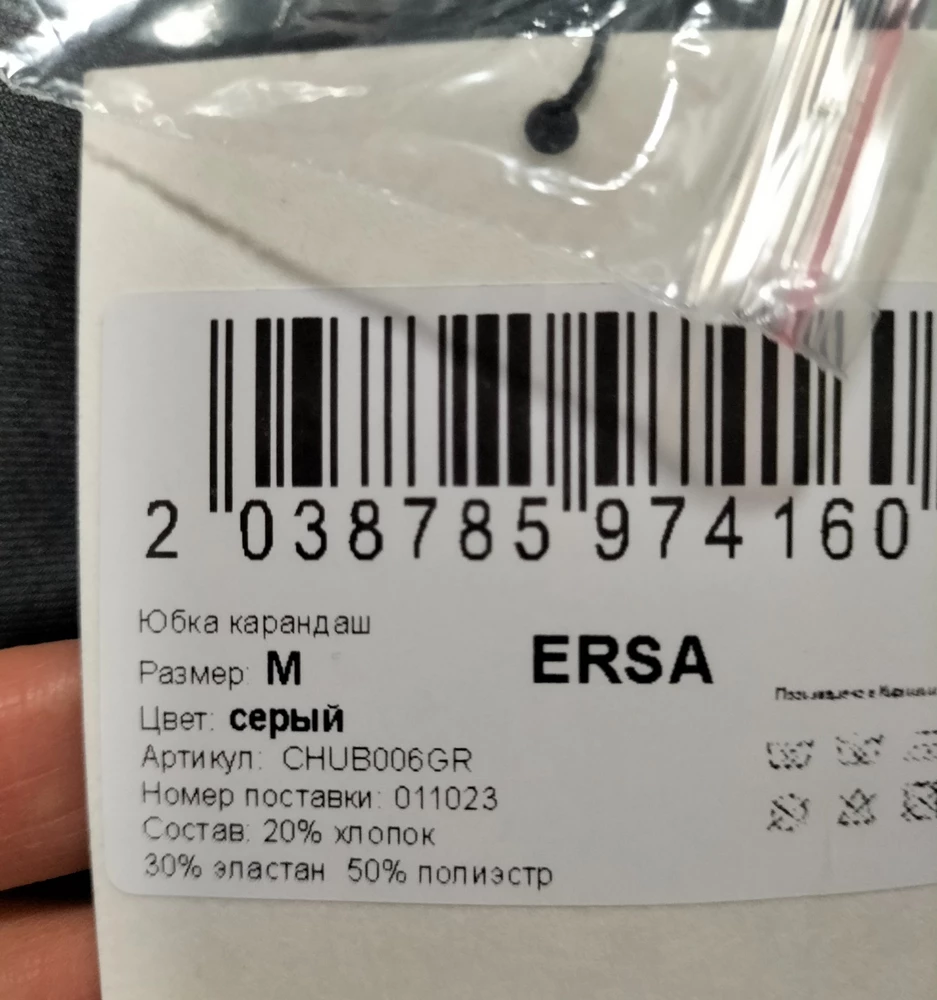 2 038785 974160
Юбка карандаш
ERSA
Размер: M
Цвет: серый
Артикул: CHUB006GR
Номер поставки: 011023
Состав: 20% хлопок
30% эластан 50% полиэстр